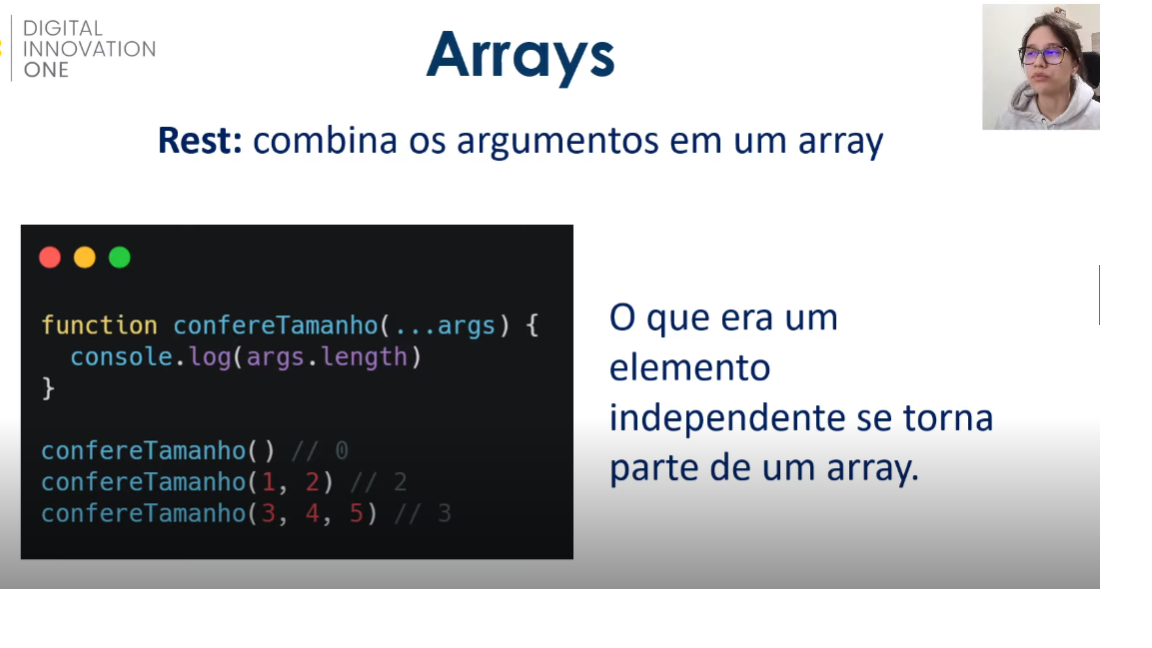 DIGITAL
INNOVATION
ONE
Arrays
Rest: combina os argumentos em um array
function confereTamanho(...args) {
  console.log(args.length)
}
confereTamanho() // 0
confereTamanho(1, 2) // 2
confereTamanho(3, 4, 5) // 3
O que era um
elemento
independente se torna
parte de um array.